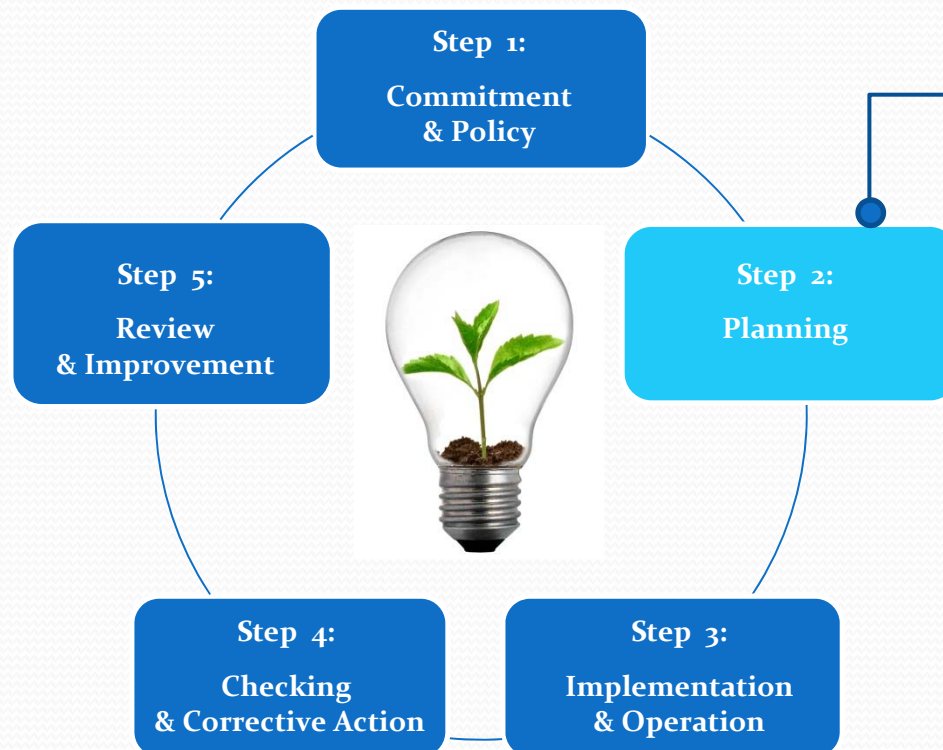 Step 1:
Commitment
& Policy
Step 2:
Planning
Step 3:
Implementation
& Operation
Step 4:
Checking
& Corrective Action
Step 5:
Review
& Improvement